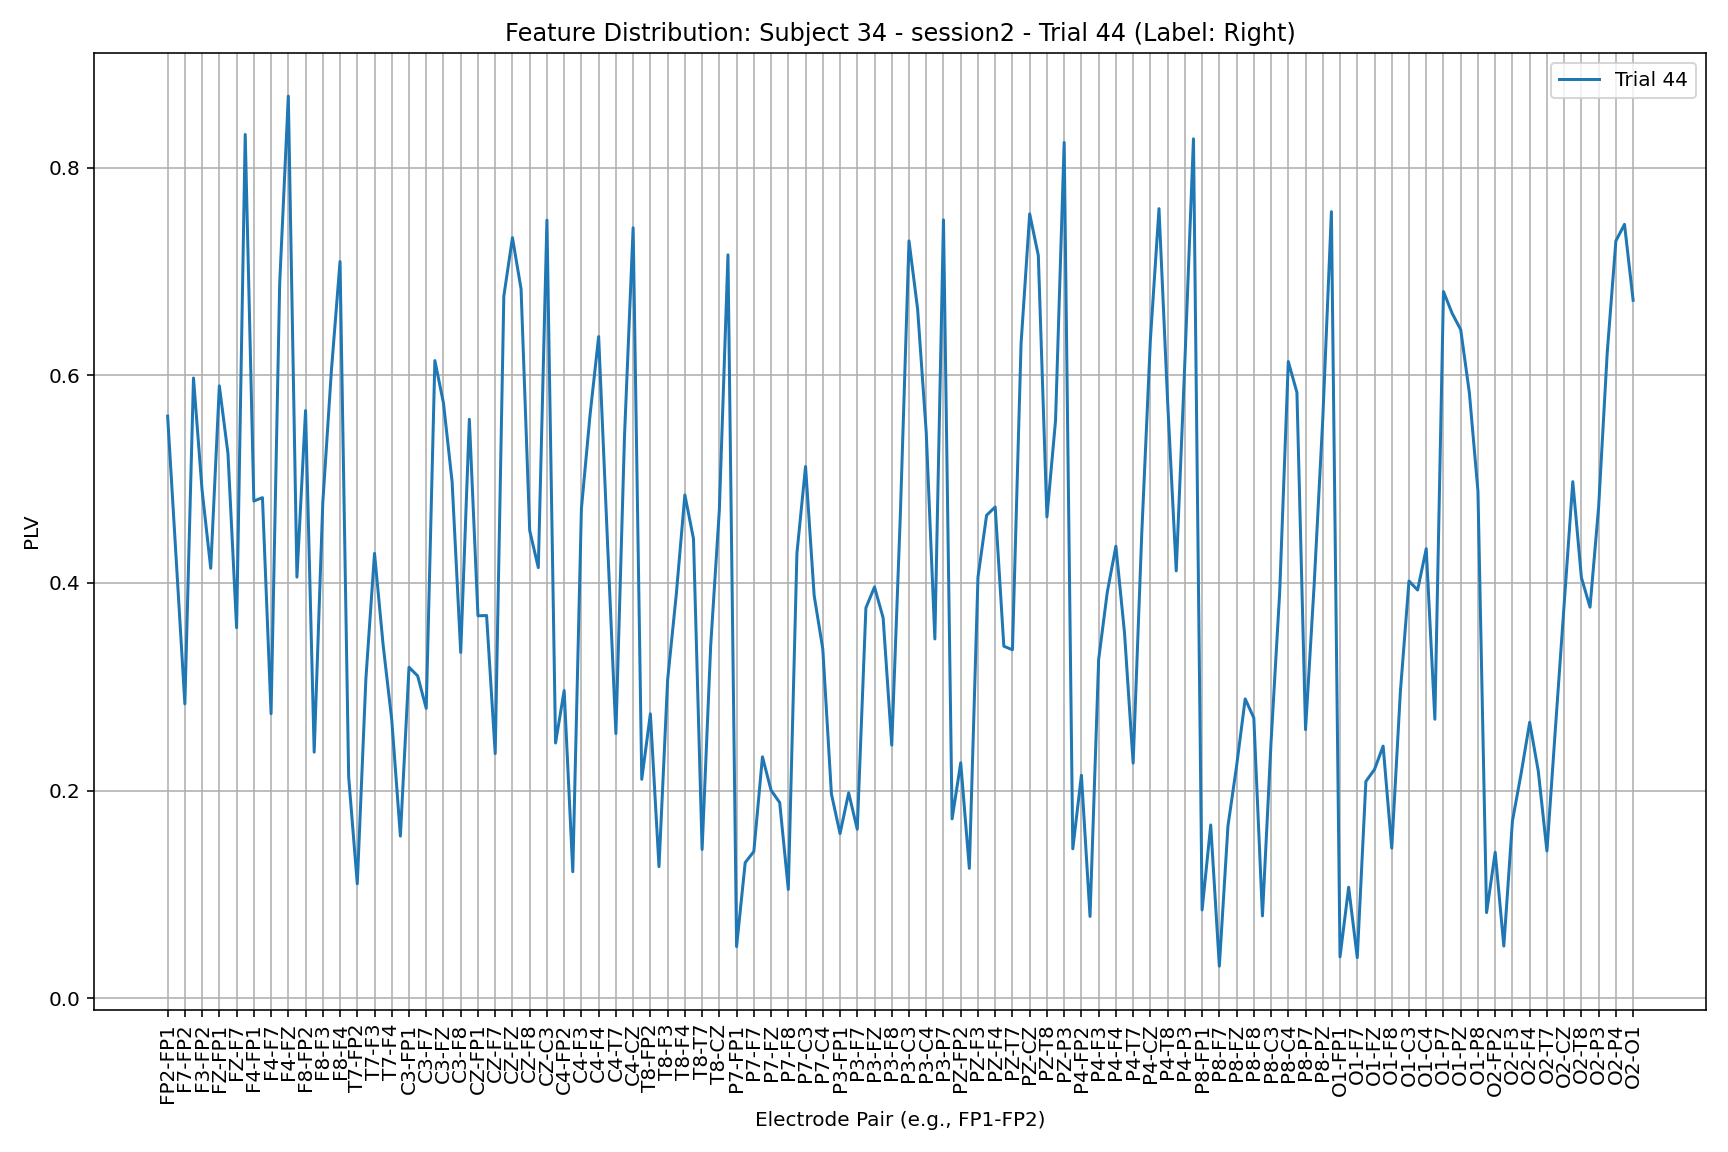 Feature Distribution: Subject 34 - session2 - Trial 44 (Label: Right)
Trial 44
PLV
0.8
0.6
0.4
0.2
0.0
FP2-FP1
F7-FP2
F3-FP2
FZ-FP1
FZ-F7
F4-FP1
F4-F7
F4-FZ
F8-FP2
F8-F3
F8-F4
T7-FP2
T7-F3
T7-F4
C3-FP1
C3-F7
C3-FZ
C3-F8
CZ-FP1
CZ-F7
CZ-FZ
CZ-F8
CZ-C3
C4-FP2
C4-F3
C4-F4
C4-T7
C4-CZ
T8-FP2
T8-F3
T8-F4
T8-T7
T8-CZ
P7-FP1
P7-F7
P7-FZ
P7-F8
P7-C3
P7-C4
P3-FP1
P3-F7
P3-FZ
P3-F8
P3-C3
P3-C4
P3-P7
PZ-FP2
PZ-F3
PZ-F4
PZ-T7
PZ-CZ
PZ-T8
PZ-P3
P4-FP2
P4-F3
P4-F4
P4-T7
P4-CZ
P4-T8
P4-P3
P8-FP1
P8-F7
P8-FZ
P8-F8
P8-C3
P8-C4
P8-P7
P8-PZ
O1-FP1
O1-F7
O1-FZ
O1-F8
O1-C3
O1-C4
O1-P7
O1-PZ
O1-P8
O2-FP2
O2-F3
O2-F4
O2-T7
O2-CZ
O2-T8
O2-P3
O2-P4
O2-O1
Electrode Pair (e.g., FP1-FP2)